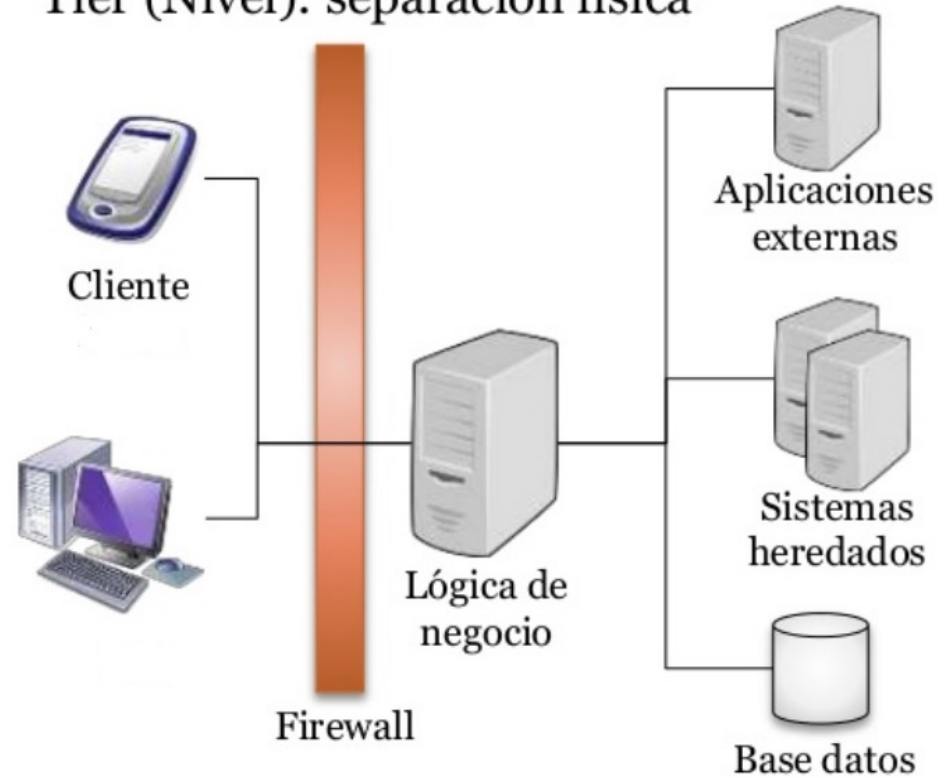 Tier (Nivel): separación física
Cliente
Firewall
Lógica de
negocio
Aplicaciones
externas
Sistemas
heredados
Base datos